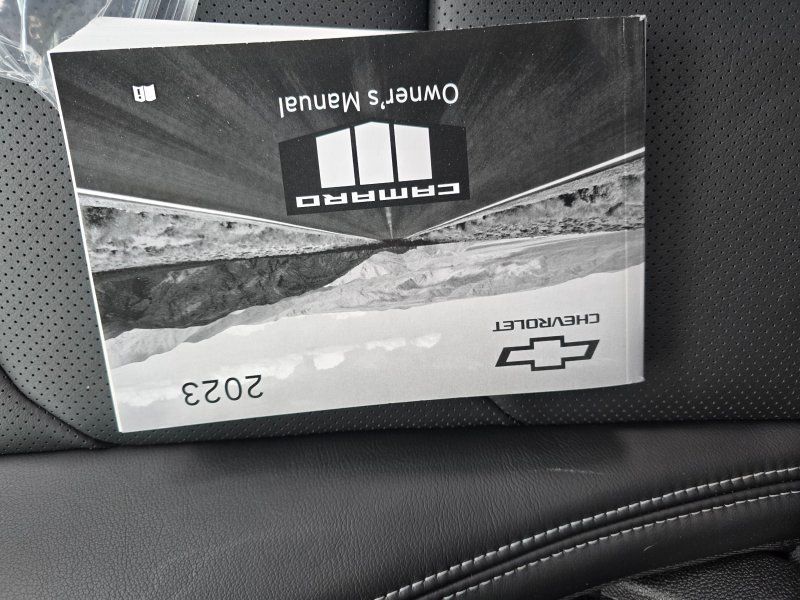 2023
CHEVROLET
CAMARO
Owner's Manual